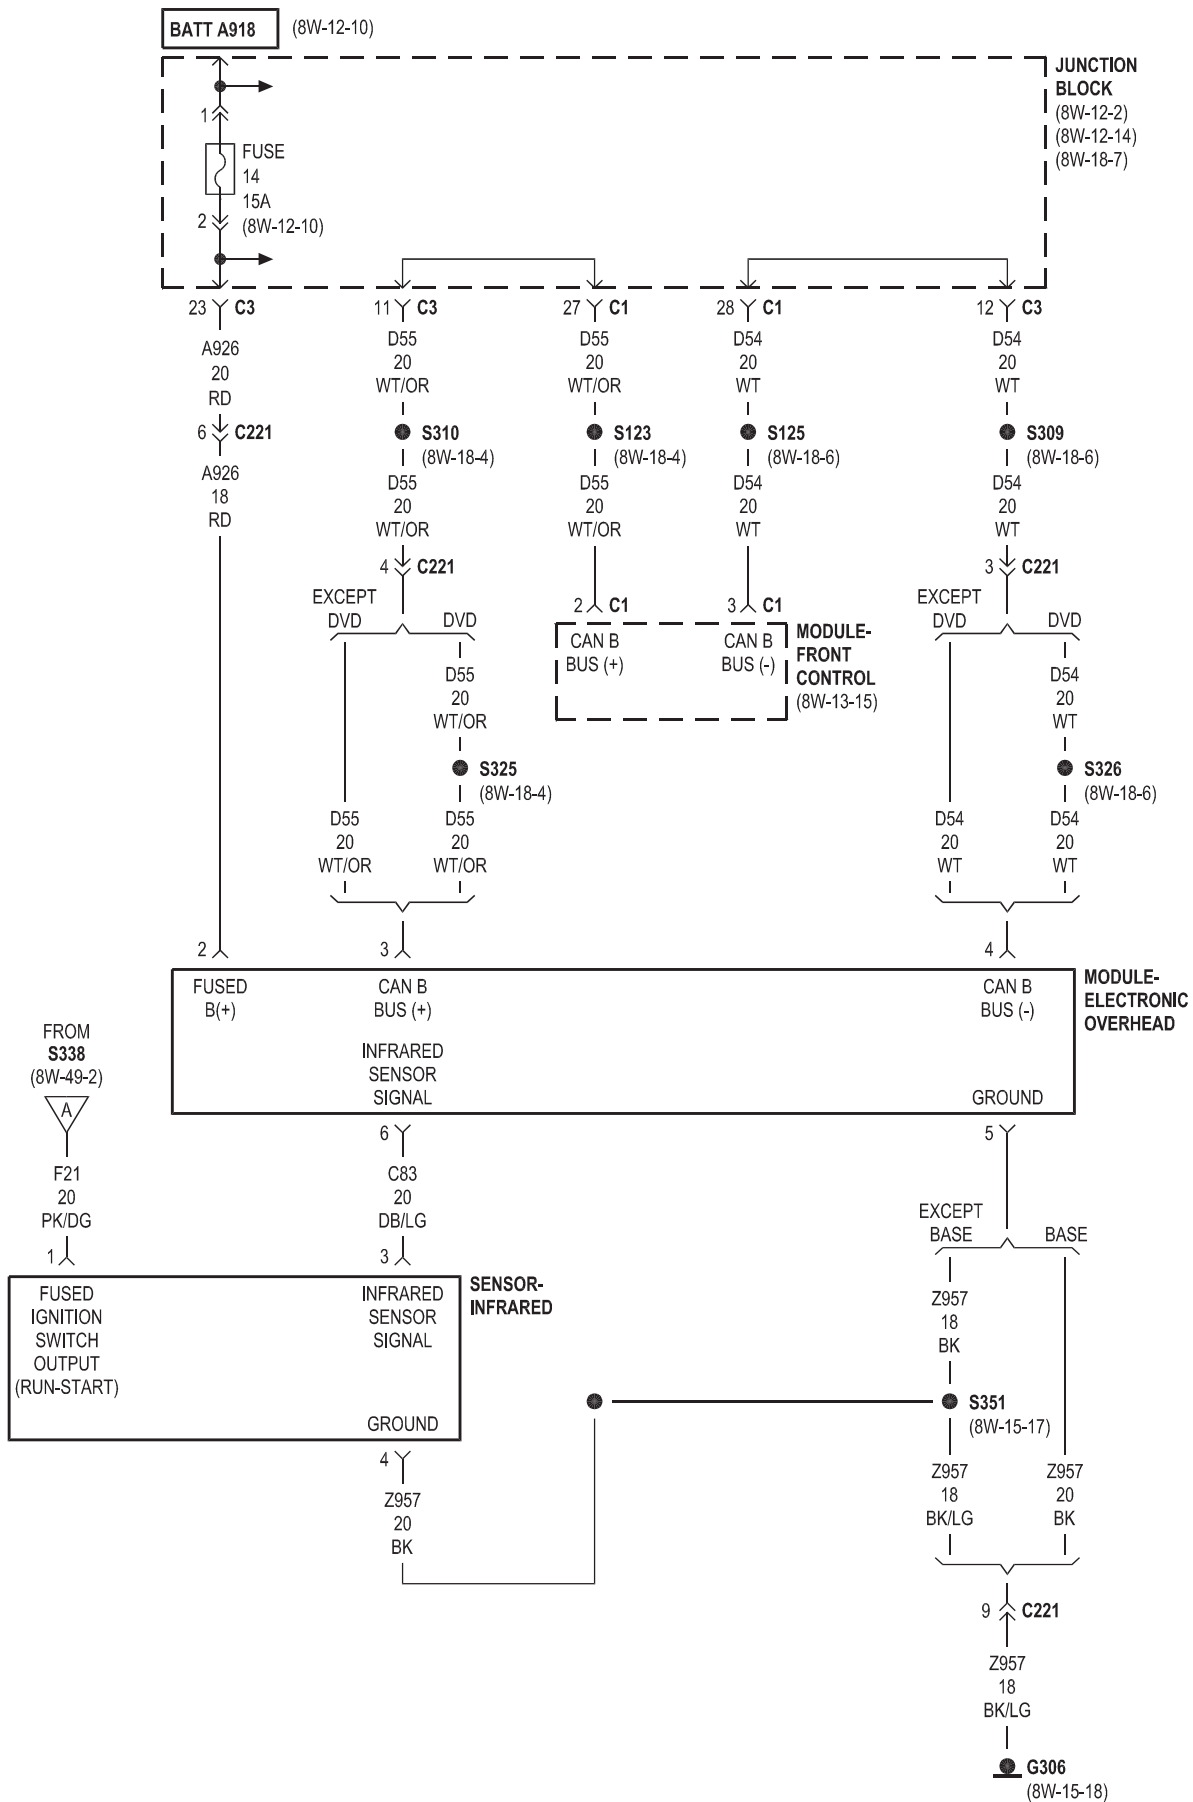 BATT A918 (8W-12-10)
JUNCTION
BLOCK
(8W-12-2)
(8W-12-14)
(8W-18-7)
1
FUSE
14
15A
(8W-12-10)
2
23 C3
11 C3
27 C1
28 C1
12 C3
A926
20
RD
D55
20
WT/OR
D55
20
WT/OR
D54
20
WT
D54
20
WT
6 C221
S310
(8W-18-4)
S123
(8W-18-4)
S125
(8W-18-6)
S309
(8W-18-6)
A926
18
RD
D55
20
WT/OR
D55
20
WT/OR
D54
20
WT
D54
20
WT
4 C221
3 C221
EXCEPT
DVD
DVD
2 C1
3 C1
EXCEPT
DVD
DVD
CAN B
BUS (+)
CAN B
BUS (-)
MODULE-
FRONT
CONTROL
(8W-13-15)
D55
20
WT/OR
D54
20
WT
S325
(8W-18-4)
S326
(8W-18-6)
D55
20
WT/OR
D55
20
WT/OR
D54
20
WT
D54
20
WT
2
3
4
FUSED
B(+)
CAN B
BUS (+)
CAN B
BUS (-)
MODULE-
ELECTRONIC
OVERHEAD
INFRARED
SENSOR
SIGNAL
GROUND
FROM
S338
(8W-49-2)
A
6
5
F21
20
PK/DG
C83
20
DB/LG
1
3
EXCEPT
BASE
BASE
FUSED
IGNITION
SWITCH
OUTPUT
(RUN-START)
INFRARED
SENSOR
SIGNAL
SENSOR-
INFRARED
GROUND
Z957
18
BK
S351
(8W-15-17)
4
Z957
20
BK
Z957
18
BK/LG
Z957
20
BK
9 C221
Z957
18
BK/LG
G306
(8W-15-18)